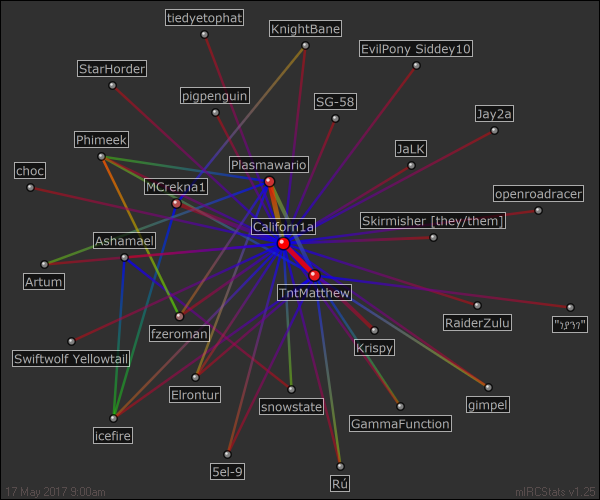 tiedyetophat
KnightBane
EvilPony Siddey10
StarHorder
pigpenguin
SG-58
Jay2a
Phimeek
JaLK
choc
Plasmawario
MCrekna1
openroadracer
Skirmisher [they/them]
Californ1a
Ashamael
Artum
TntMatthew
RaiderZulu
fzeroman
Krispy
Swiftwolf Yellowtail
Elrontur
snowstate
gimpel
GammaFunction
icefire
5el-9
Rú
17 May 2017 9:00am
mIRCStats v1.25